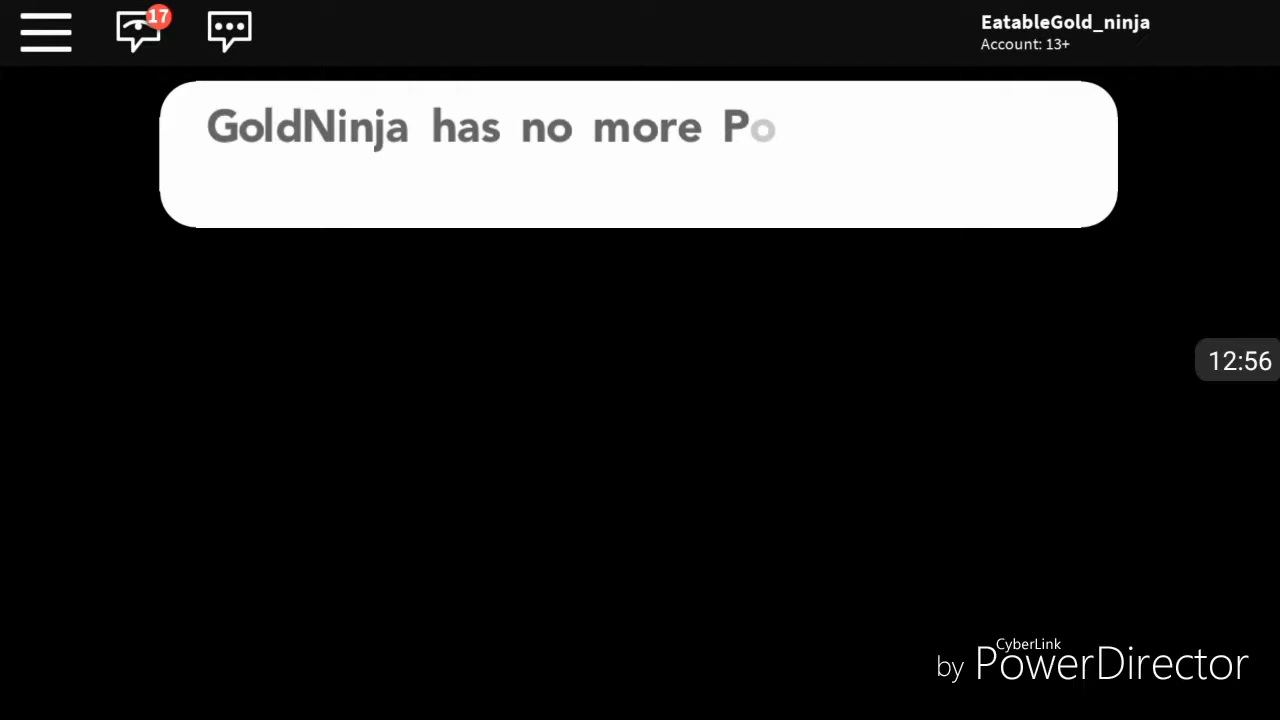 17
EatableGold_ninja
Account: 13+
GoldNinja has no more Po
12:56
CyberLink
by PowerDirector